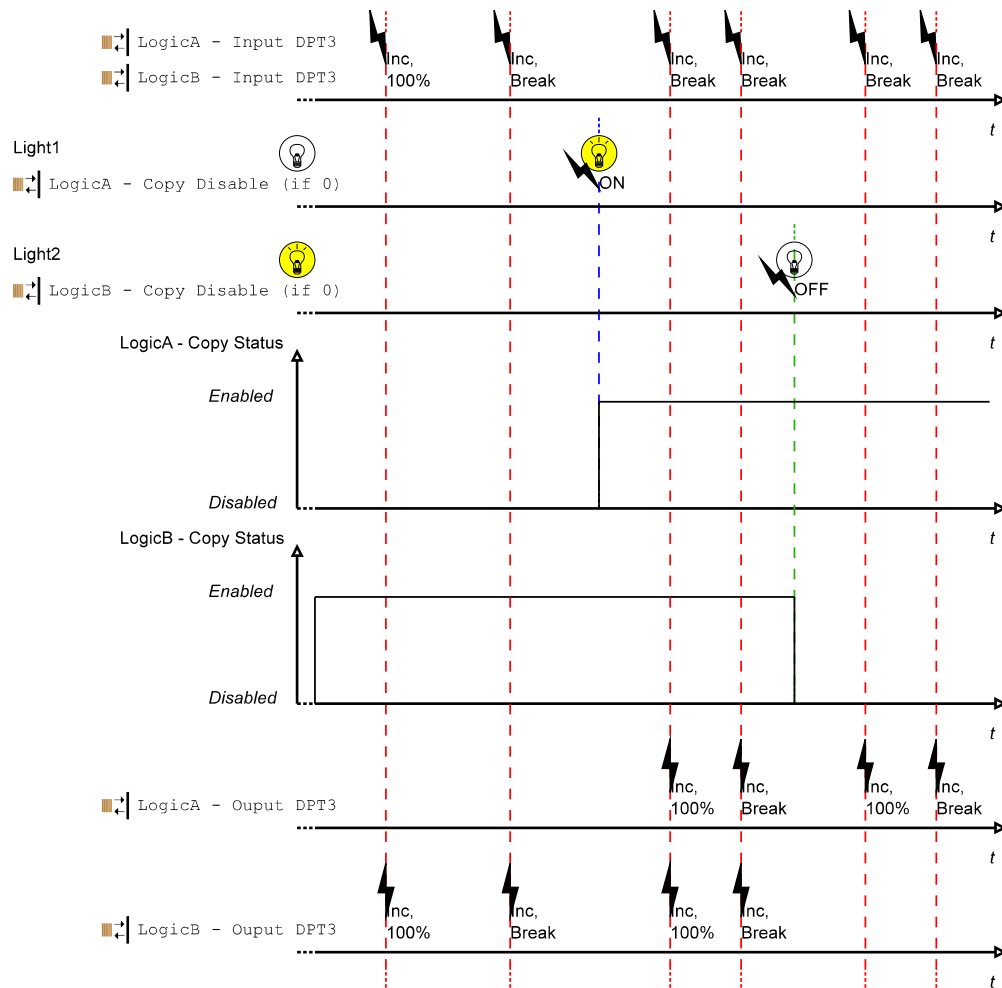 LogicA - Input DPT3
LogicB - Input DPT3
Inc,
100%
Inc,
Break
Inc,
Break
Inc,
Break
Inc,
Break
Inc,
Break
t
Light1
LogicA - Copy Disable (if 0)
ON
t
Light2
LogicB - Copy Disable (if 0)
OFF
t
LogicA - Copy Status
Enabled
Disabled
t
LogicB - Copy Status
Enabled
Disabled
t
LogicA - Ouput DPT3
Inc,
100%
Inc,
Break
Inc,
100%
Inc,
Break
t
LogicB - Ouput DPT3
Inc,
100%
Inc,
Break
Inc,
100%
Inc,
Break
t